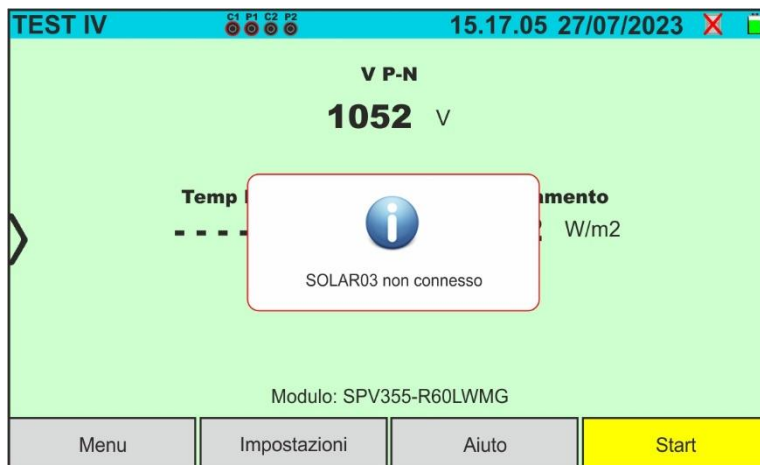 TEST IV C1 P1 C2 P2 15.17.05 27/07/2023
V P-N
1052 V
Temp
- - - - W/m2
SOLAR03 non connesso
Modulo: SPV355-R60LWMG
Menu Impostazioni Aiuto Start